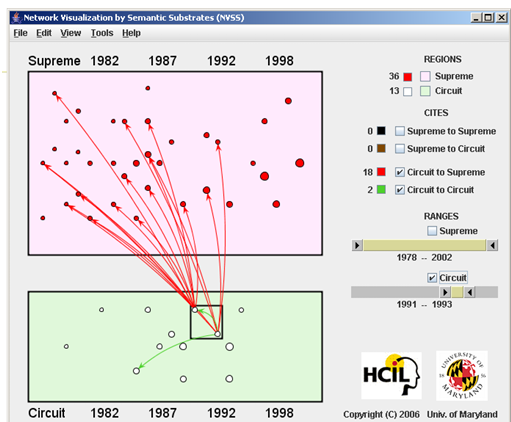 Network Visualization by Semantic Substrates (NVSS)
File Edit View Tools Help
Supreme 1982 1987 1992 1998
REGIONS
36 Supreme
13 Circuit
CITES
0 Supreme to Supreme
0 Supreme to Circuit
18 Circuit to Supreme
2 Circuit to Circuit
RANGES
Supreme
1978 -- 2002
Circuit
1991 -- 1993
HCIL
UNIVERSITY OF
MARYLAND
18 56
Circuit 1982 1987 1992 1998
Copyright (C) 2006 Univ. of Maryland